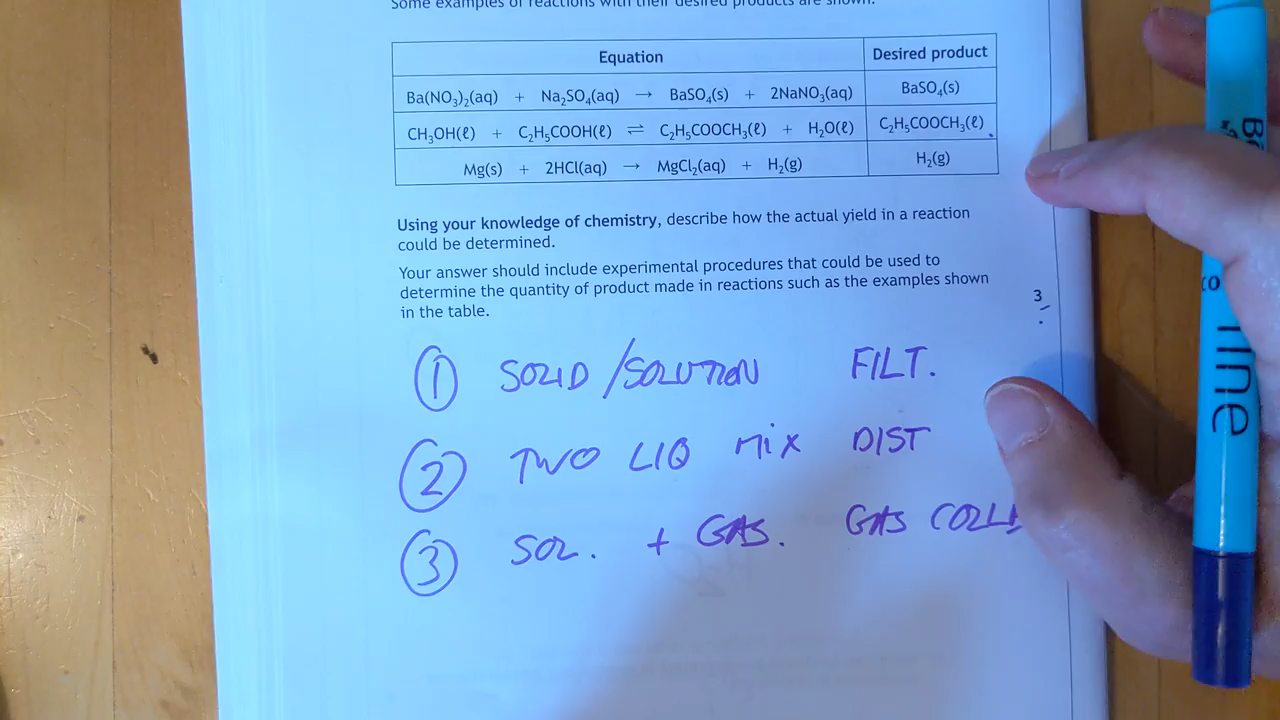 Some examples of reactions with their desired products are shown.
Equation Desired product
Ba(NO₃)₂(aq) + Na₂SO₄(aq) → BaSO₄(s) + 2NaNO₃(aq) BaSO₄(s)
CH₃OH(ℓ) + C₂H₅COOH(ℓ) ⇌ C₂H₅COOCH₃(ℓ) + H₂O(ℓ) C₂H₅COOCH₃(ℓ)
Mg(s) + 2HCl(aq) → MgCl₂(aq) + H₂(g) H₂(g)
Using your knowledge of chemistry, describe how the actual yield in a reaction
could be determined.
Your answer should include experimental procedures that could be used to
determine the quantity of product made in reactions such as the examples shown
in the table.
3
① SOLID/SOLUTION FILT.
② TWO LIQ MIX DIST
③ SOL. + GAS. GAS COLL
line